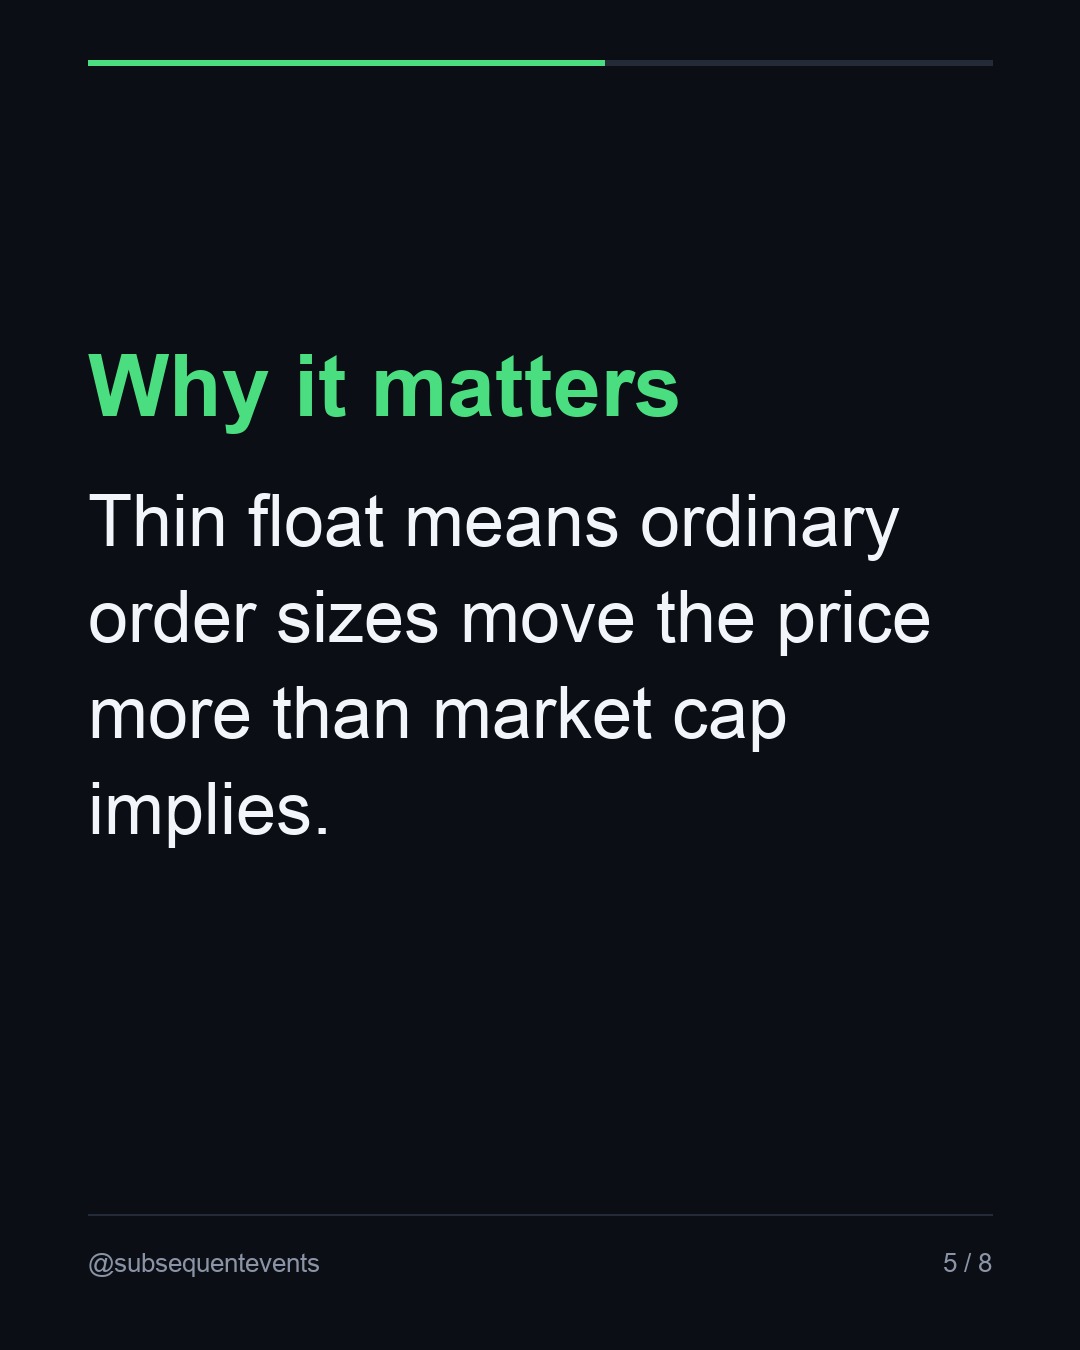 Why it matters
Thin float means ordinary
order sizes move the price
more than market cap
implies.
@subsequentevents
5 / 8